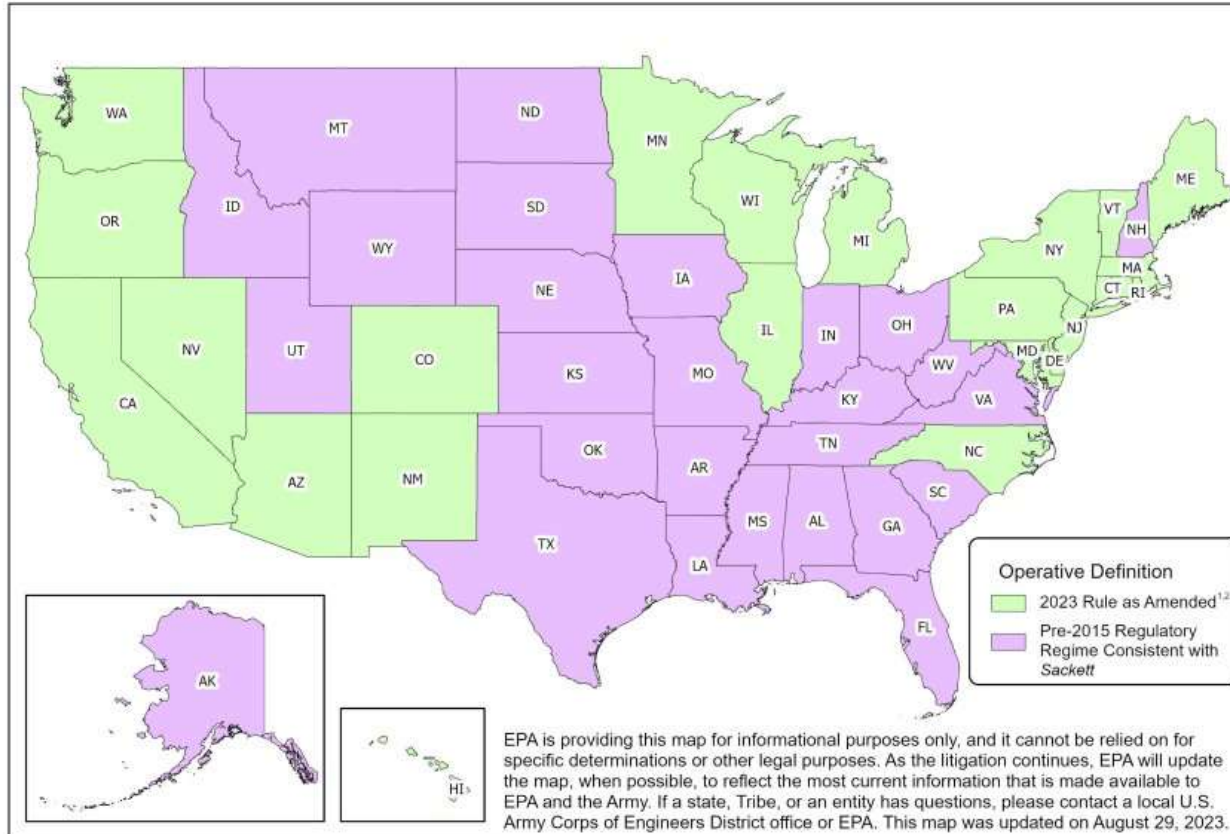 WA
MT
ND
MN
OR
ID
WY
SD
WI
MI
NY
VT
NH
ME
MA
CT
RI
NE
IA
PA
NJ
NV
UT
CO
KS
MO
IL
IN
OH
WV
MD
DE
CA
KY
VA
AZ
NM
OK
AR
TN
NC
TX
LA
MS
AL
GA
SC
FL
AK
HI
Operative Definition
2023 Rule as Amended1,2
Pre-2015 Regulatory
Regime Consistent with
Sackett
EPA is providing this map for informational purposes only, and it cannot be relied on for
specific determinations or other legal purposes. As the litigation continues, EPA will update
the map, when possible, to reflect the most current information that is made available to
EPA and the Army. If a state, Tribe, or an entity has questions, please contact a local U.S.
Army Corps of Engineers District office or EPA. This map was updated on August 29, 2023.